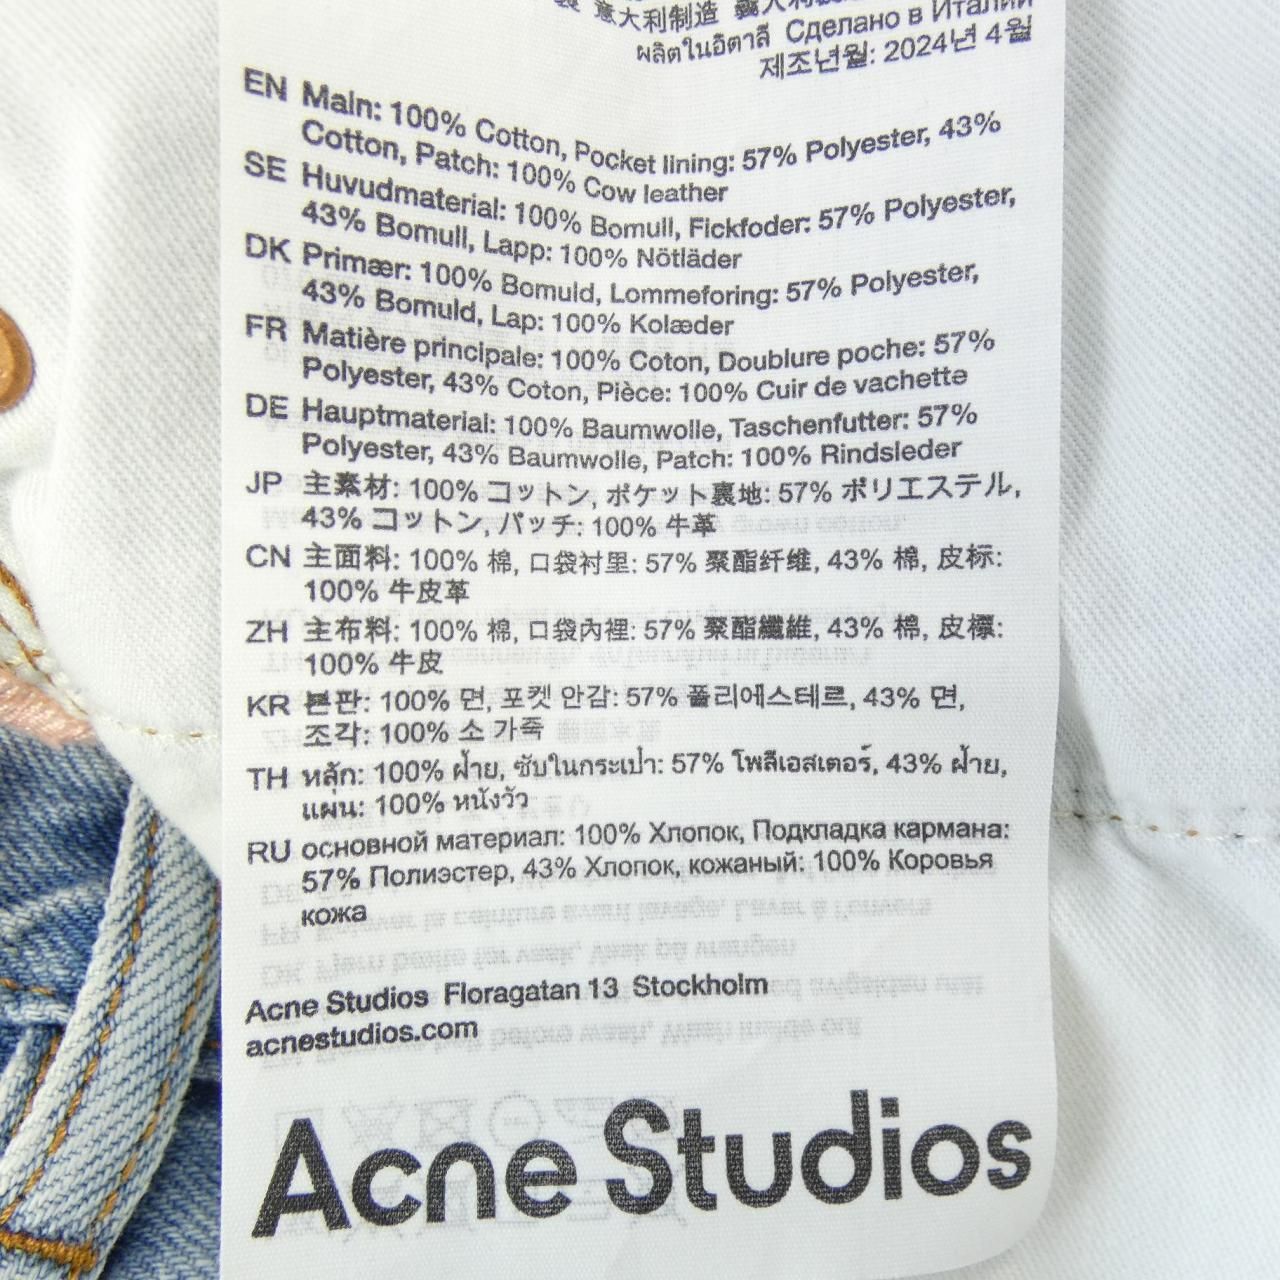 意大利制造
ผลิตในอิตาลี Сделано в Италии
제조년월: 2024년 4월
EN Main: 100% Cotton, Pocket lining: 57% Polyester, 43%
Cotton, Patch: 100% Cow leather
SE Huvudmaterial: 100% Bomull, Fickfoder: 57% Polyester,
43% Bomull, Lapp: 100% Nötläder
DK Primær: 100% Bomuld, Lommeforing: 57% Polyester,
43% Bomuld, Lap: 100% Kolæder
FR Matière principale: 100% Coton, Doublure poche: 57%
Polyester, 43% Coton, Pièce: 100% Cuir de vachette
DE Hauptmaterial: 100% Baumwolle, Taschenfutter: 57%
Polyester, 43% Baumwolle, Patch: 100% Rindsleder
JP 主素材: 100% コットン, ポケット裏地: 57% ポリエステル,
43% コットン, パッチ: 100% 牛革
CN 主面料: 100% 棉, 口袋衬里: 57% 聚酯纤维, 43% 棉, 皮标:
100% 牛皮革
ZH 主布料: 100% 棉, 口袋內裡: 57% 聚酯纖維, 43% 棉, 皮標:
100% 牛皮
KR 본판: 100% 면, 포켓 안감: 57% 폴리에스테르, 43% 면,
조각: 100% 소 가죽
TH หลัก: 100% ฝ้าย, ซับในกระเป๋า: 57% โพลีเอสเตอร์, 43% ฝ้าย,
แผ่น: 100% หนังวัว
RU основной материал: 100% Хлопок, Подкладка кармана:
57% Полиэстер, 43% Хлопок, кожаный: 100% Коровья
кожа
Acne Studios Floragatan 13 Stockholm
acnestudios.com
Acne Studios